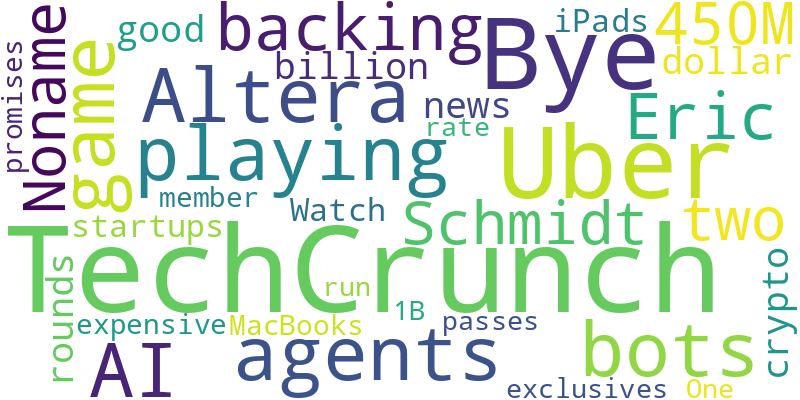 Noname
promises
game
good
backing
Bye
iPads
450M
dollar
billion
Altera
news
rate
Eric
playing
Uber
member
Watch
Schmidt
two
startups
TechCrunch
rounds
run
crypto
expensive
MacBooks
1B
passes
AI
agents
bots
exclusives
One